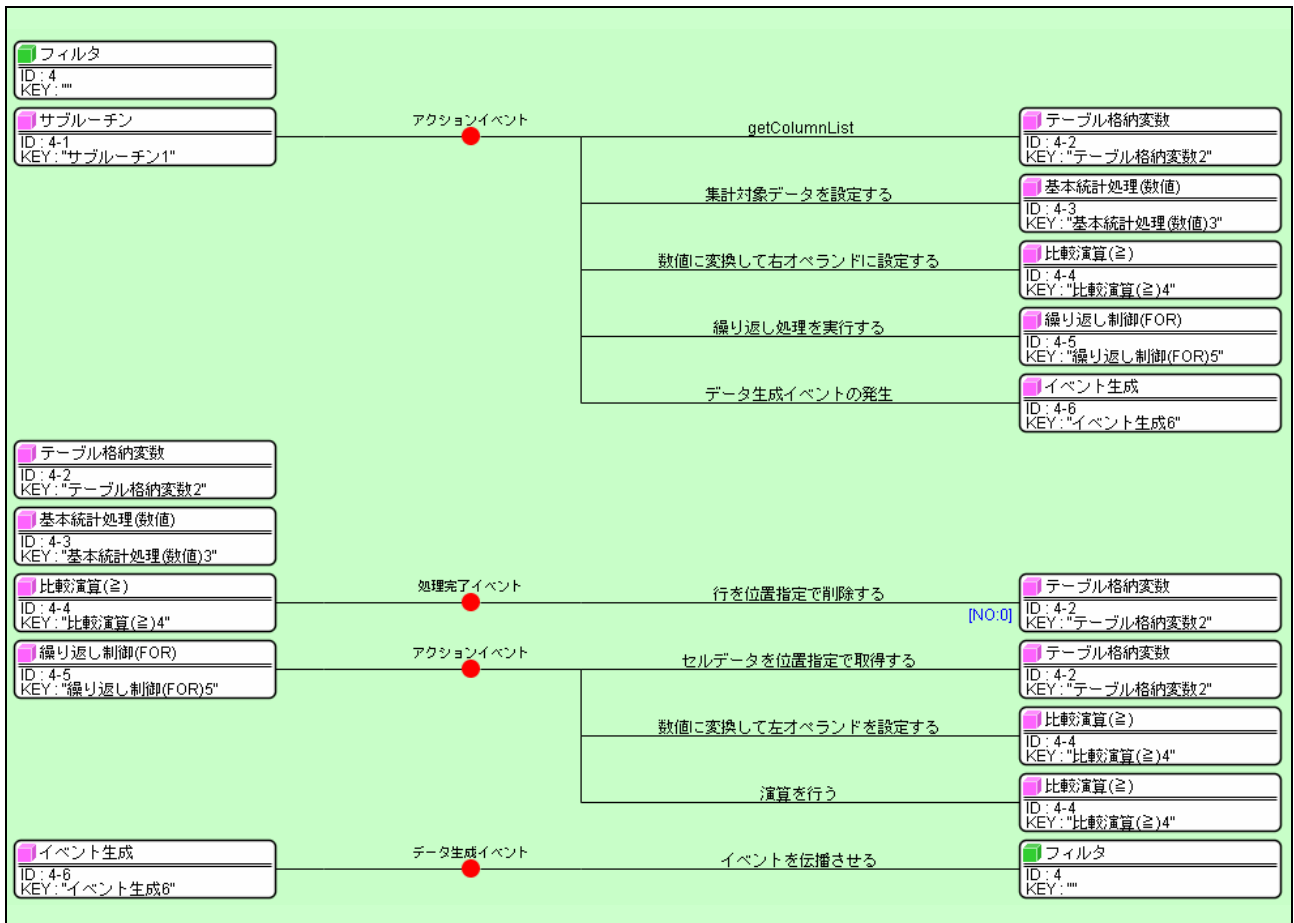 フィルタ
ID : 4
KEY : ""
サブルーチン
ID : 4-1
KEY : "サブルーチン1"
アクションイベント
getColumnList
テーブル格納変数
ID : 4-2
KEY : "テーブル格納変数2"
集計対象データを設定する
基本統計処理(数値)
ID : 4-3
KEY : "基本統計処理(数値)3"
数値に変換して右オペランドに設定する
比較演算(≧)
ID : 4-4
KEY : "比較演算(≧)4"
繰り返し処理を実行する
繰り返し制御(FOR)
ID : 4-5
KEY : "繰り返し制御(FOR)5"
データ生成イベントの発生
イベント生成
ID : 4-6
KEY : "イベント生成6"
テーブル格納変数
ID : 4-2
KEY : "テーブル格納変数2"
基本統計処理(数値)
ID : 4-3
KEY : "基本統計処理(数値)3"
比較演算(≧)
ID : 4-4
KEY : "比較演算(≧)4"
処理完了イベント
行を位置指定で削除する
[NO:0]
テーブル格納変数
ID : 4-2
KEY : "テーブル格納変数2"
繰り返し制御(FOR)
ID : 4-5
KEY : "繰り返し制御(FOR)5"
アクションイベント
セルデータを位置指定で取得する
テーブル格納変数
ID : 4-2
KEY : "テーブル格納変数2"
数値に変換して左オペランドを設定する
比較演算(≧)
ID : 4-4
KEY : "比較演算(≧)4"
演算を行う
比較演算(≧)
ID : 4-4
KEY : "比較演算(≧)4"
イベント生成
ID : 4-6
KEY : "イベント生成6"
データ生成イベント
イベントを伝播させる
フィルタ
ID : 4
KEY : ""